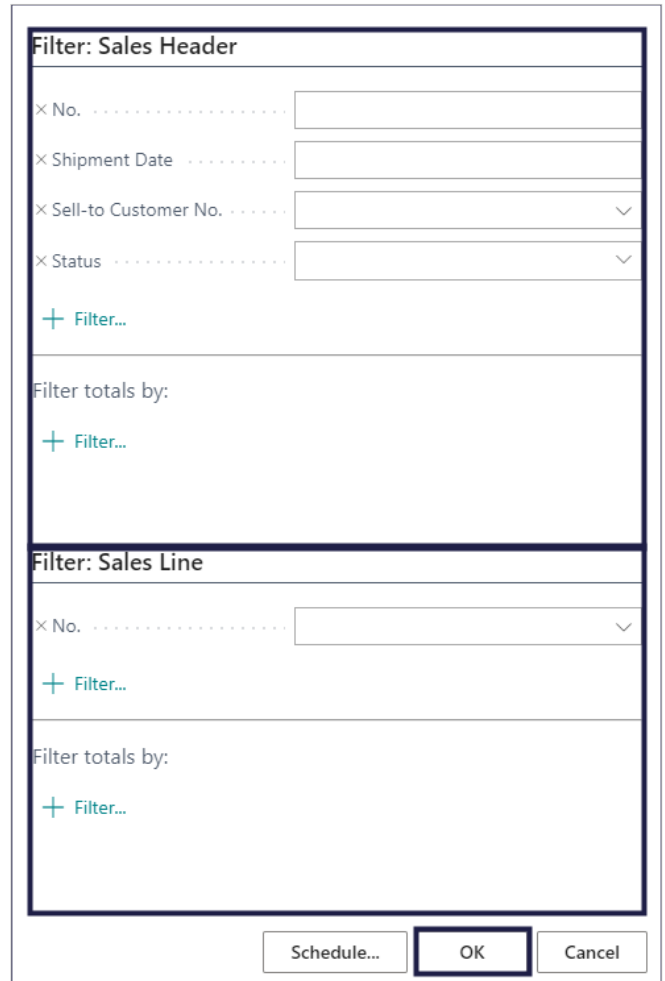 Filter: Sales Header
No.
Shipment Date
Sell-to Customer No.
Status
+ Filter...
Filter totals by:
+ Filter...
Filter: Sales Line
No.
+ Filter...
Filter totals by:
+ Filter...
Schedule... OK Cancel